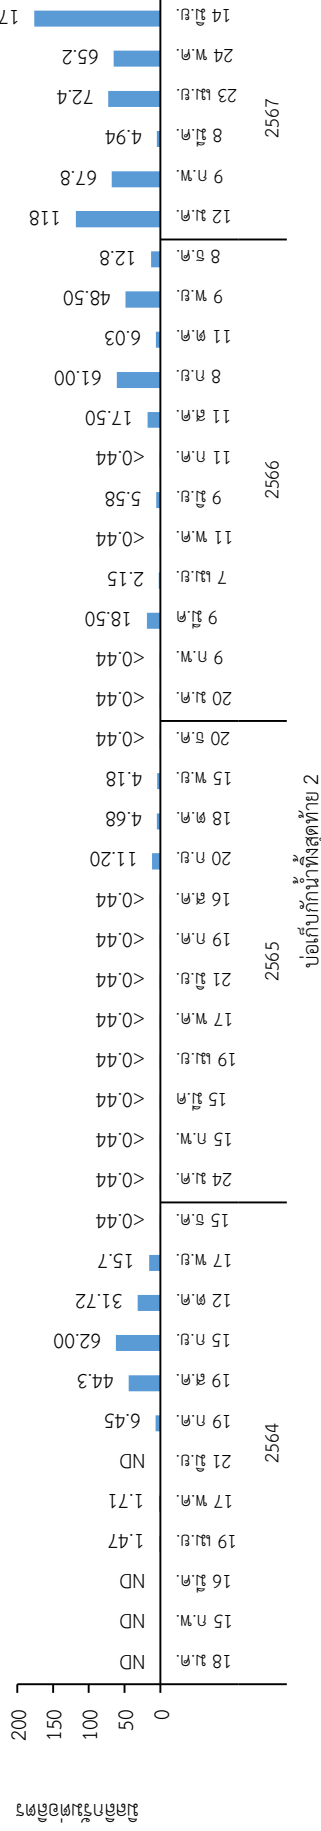 มิลลิกรัมต่อลิตร
200
150
100
50
0
ND
ND
ND
1.47
1.71
ND
6.45
44.3
62.00
31.72
15.7
<0.44
<0.44
<0.44
<0.44
<0.44
<0.44
<0.44
<0.44
<0.44
11.20
4.68
4.18
<0.44
<0.44
<0.44
18.50
2.15
<0.44
5.58
<0.44
17.50
61.00
6.03
48.50
12.8
118
67.8
4.94
72.4
65.2
18 ม.ค.
15 ก.พ.
16 มี.ค.
19 เม.ย.
17 พ.ค.
21 มิ.ย.
19 ก.ค.
19 ส.ค.
15 ก.ย.
12 ต.ค.
17 พ.ย.
15 ธ.ค.
24 ม.ค.
15 ก.พ.
15 มี.ค
19 เม.ย.
17 พ.ค.
21 มิ.ย.
19 ก.ค.
16 ส.ค.
20 ก.ย.
18 ต.ค.
15 พ.ย.
20 ธ.ค.
20 ม.ค.
9 ก.พ.
9 มี.ค
7 เม.ย.
11 พ.ค.
9 มิ.ย.
11 ก.ค.
11 ส.ค.
8 ก.ย.
11 ต.ค.
9 พ.ย.
8 ธ.ค.
12 ม.ค.
9 ก.พ.
8 มี.ค.
23 เม.ย.
24 พ.ค.
14 มิ.ย.
2564
2565
2566
2567
บ่อเก็บกักน้ำทิ้งสุดท้าย 2